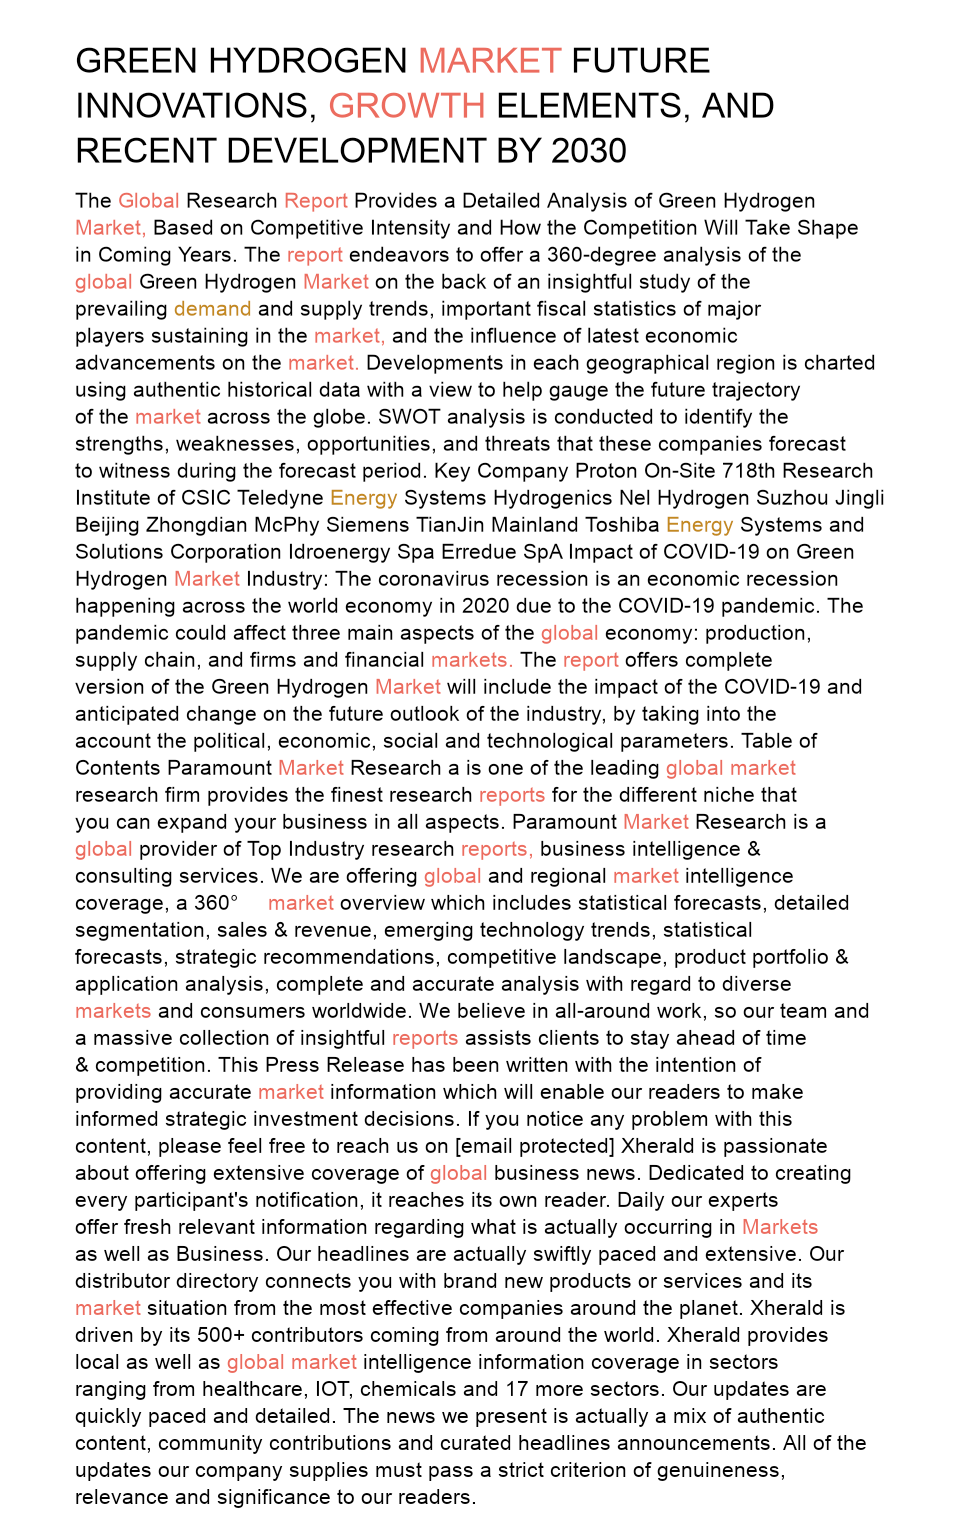 GREEN HYDROGEN MARKET FUTURE
INNOVATIONS, GROWTH ELEMENTS, AND
RECENT DEVELOPMENT BY 2030
The Global Research Report Provides a Detailed Analysis of Green Hydrogen
Market, Based on Competitive Intensity and How the Competition Will Take Shape
in Coming Years. The report endeavors to offer a 360-degree analysis of the
global Green Hydrogen Market on the back of an insightful study of the
prevailing demand and supply trends, important fiscal statistics of major
players sustaining in the market, and the influence of latest economic
advancements on the market. Developments in each geographical region is charted
using authentic historical data with a view to help gauge the future trajectory
of the market across the globe. SWOT analysis is conducted to identify the
strengths, weaknesses, opportunities, and threats that these companies forecast
to witness during the forecast period. Key Company Proton On-Site 718th Research
Institute of CSIC Teledyne Energy Systems Hydrogenics Nel Hydrogen Suzhou Jingli
Beijing Zhongdian McPhy Siemens TianJin Mainland Toshiba Energy Systems and
Solutions Corporation Idroenergy Spa Erredue SpA Impact of COVID-19 on Green
Hydrogen Market Industry: The coronavirus recession is an economic recession
happening across the world economy in 2020 due to the COVID-19 pandemic. The
pandemic could affect three main aspects of the global economy: production,
supply chain, and firms and financial markets. The report offers complete
version of the Green Hydrogen Market will include the impact of the COVID-19 and
anticipated change on the future outlook of the industry, by taking into the
account the political, economic, social and technological parameters. Table of
Contents Paramount Market Research a is one of the leading global market
research firm provides the finest research reports for the different niche that
you can expand your business in all aspects. Paramount Market Research is a
global provider of Top Industry research reports, business intelligence &
consulting services. We are offering global and regional market intelligence
coverage, a 360° market overview which includes statistical forecasts, detailed
segmentation, sales & revenue, emerging technology trends, statistical
forecasts, strategic recommendations, competitive landscape, product portfolio &
application analysis, complete and accurate analysis with regard to diverse
markets and consumers worldwide. We believe in all-around work, so our team and
a massive collection of insightful reports assists clients to stay ahead of time
& competition. This Press Release has been written with the intention of
providing accurate market information which will enable our readers to make
informed strategic investment decisions. If you notice any problem with this
content, please feel free to reach us on [email protected] Xherald is passionate
about offering extensive coverage of global business news. Dedicated to creating
every participant's notification, it reaches its own reader. Daily our experts
offer fresh relevant information regarding what is actually occurring in Markets
as well as Business. Our headlines are actually swiftly paced and extensive. Our
distributor directory connects you with brand new products or services and its
market situation from the most effective companies around the planet. Xherald is
driven by its 500+ contributors coming from around the world. Xherald provides
local as well as global market intelligence information coverage in sectors
ranging from healthcare, IOT, chemicals and 17 more sectors. Our updates are
quickly paced and detailed. The news we present is actually a mix of authentic
content, community contributions and curated headlines announcements. All of the
updates our company supplies must pass a strict criterion of genuineness,
relevance and significance to our readers.